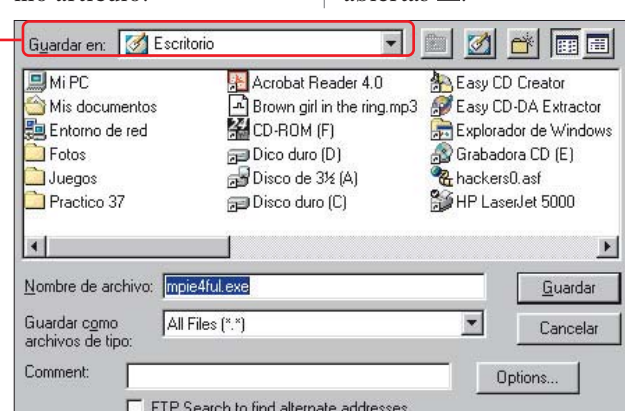 Guardar en: Escritorio
Mi PC
Mis documentos
Entorno de red
Fotos
Juegos
Practico 37
Acrobat Reader 4.0
Brown girl in the ring.mp3
CD-ROM (F)
Dico duro (D)
Disco de 3½ (A)
Disco duro (C)
Easy CD Creator
Easy CD-DA Extractor
Explorador de Windows
Grabadora CD (E)
hackers0.asf
HP LaserJet 5000
Nombre de archivo: mpie4ful.exe
Guardar
Guardar como
archivos de tipo:
All Files (*.*)
Cancelar
Comment:
Options...
FTP Search to find alternate addresses